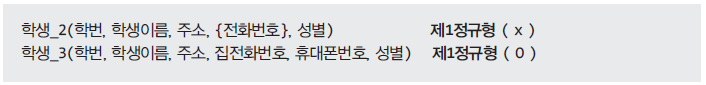 학생_2(학번, 학생이름, 주소, {전화번호}, 성별) 제1정규형 ( x )
학생_3(학번, 학생이름, 주소, 집전화번호, 휴대폰번호, 성별) 제1정규형 ( O )